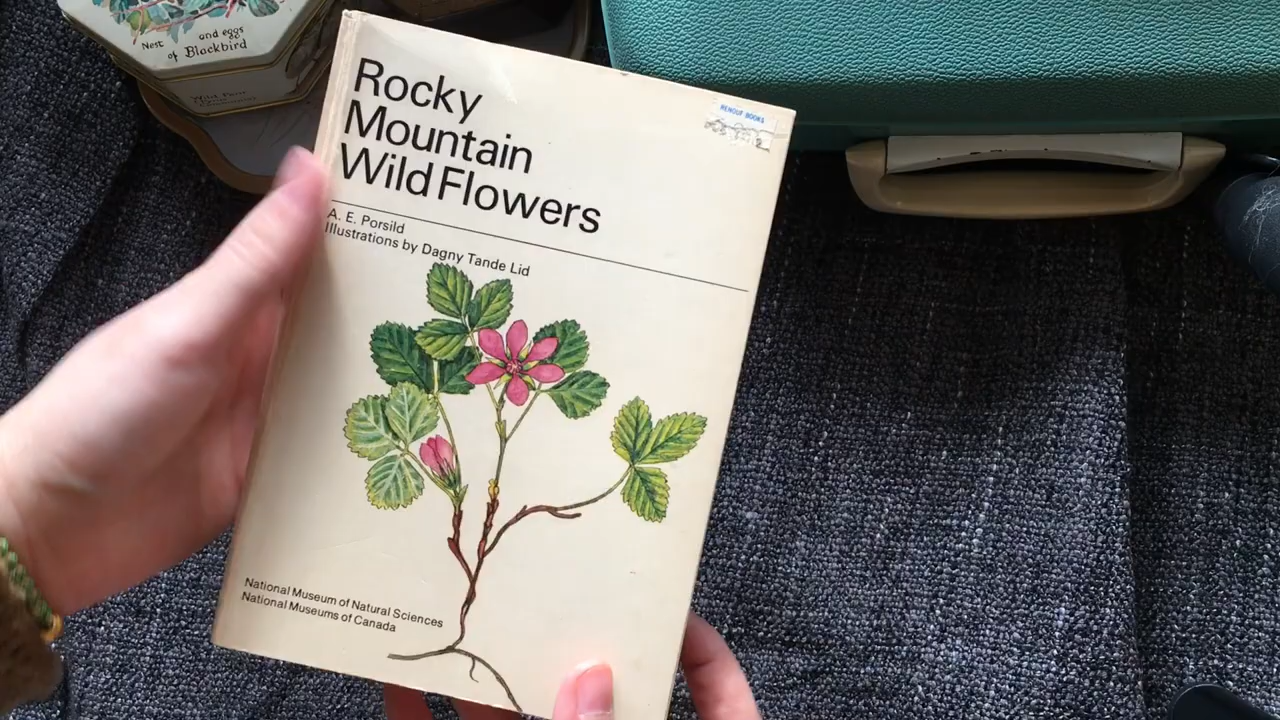 Nest and eggs
of Blackbird
Rocky
Mountain
Wild Flowers
RENOUF BOOKS
A. E. Porsild
Illustrations by Dagny Tande Lid
National Museum of Natural Sciences
National Museums of Canada